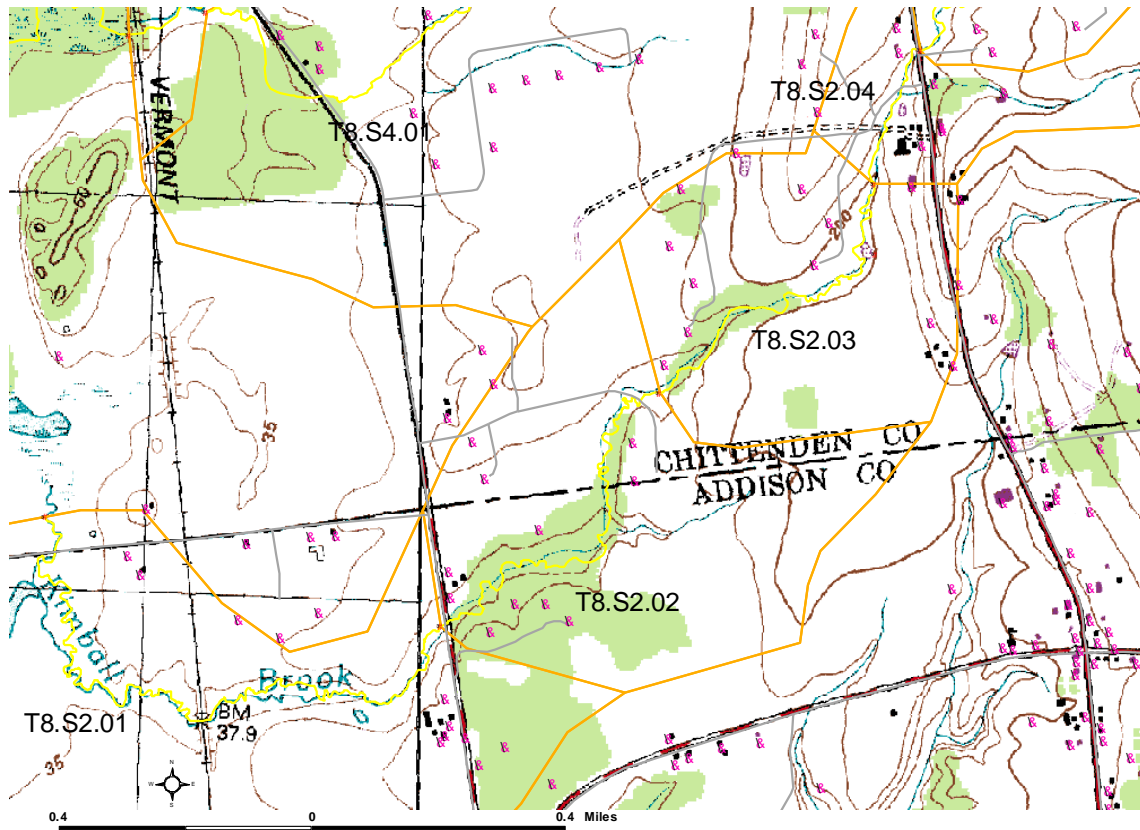 T8.S2.04
VERMONT
T8.S4.01
60
200
T8.S2.03
35
CHITTENDEN CO
ADDISON CO
T8.S2.02
Kimball
Brook
T8.S2.01
BM
37.9
35
N
W E
S
0.4 0 0.4 Miles